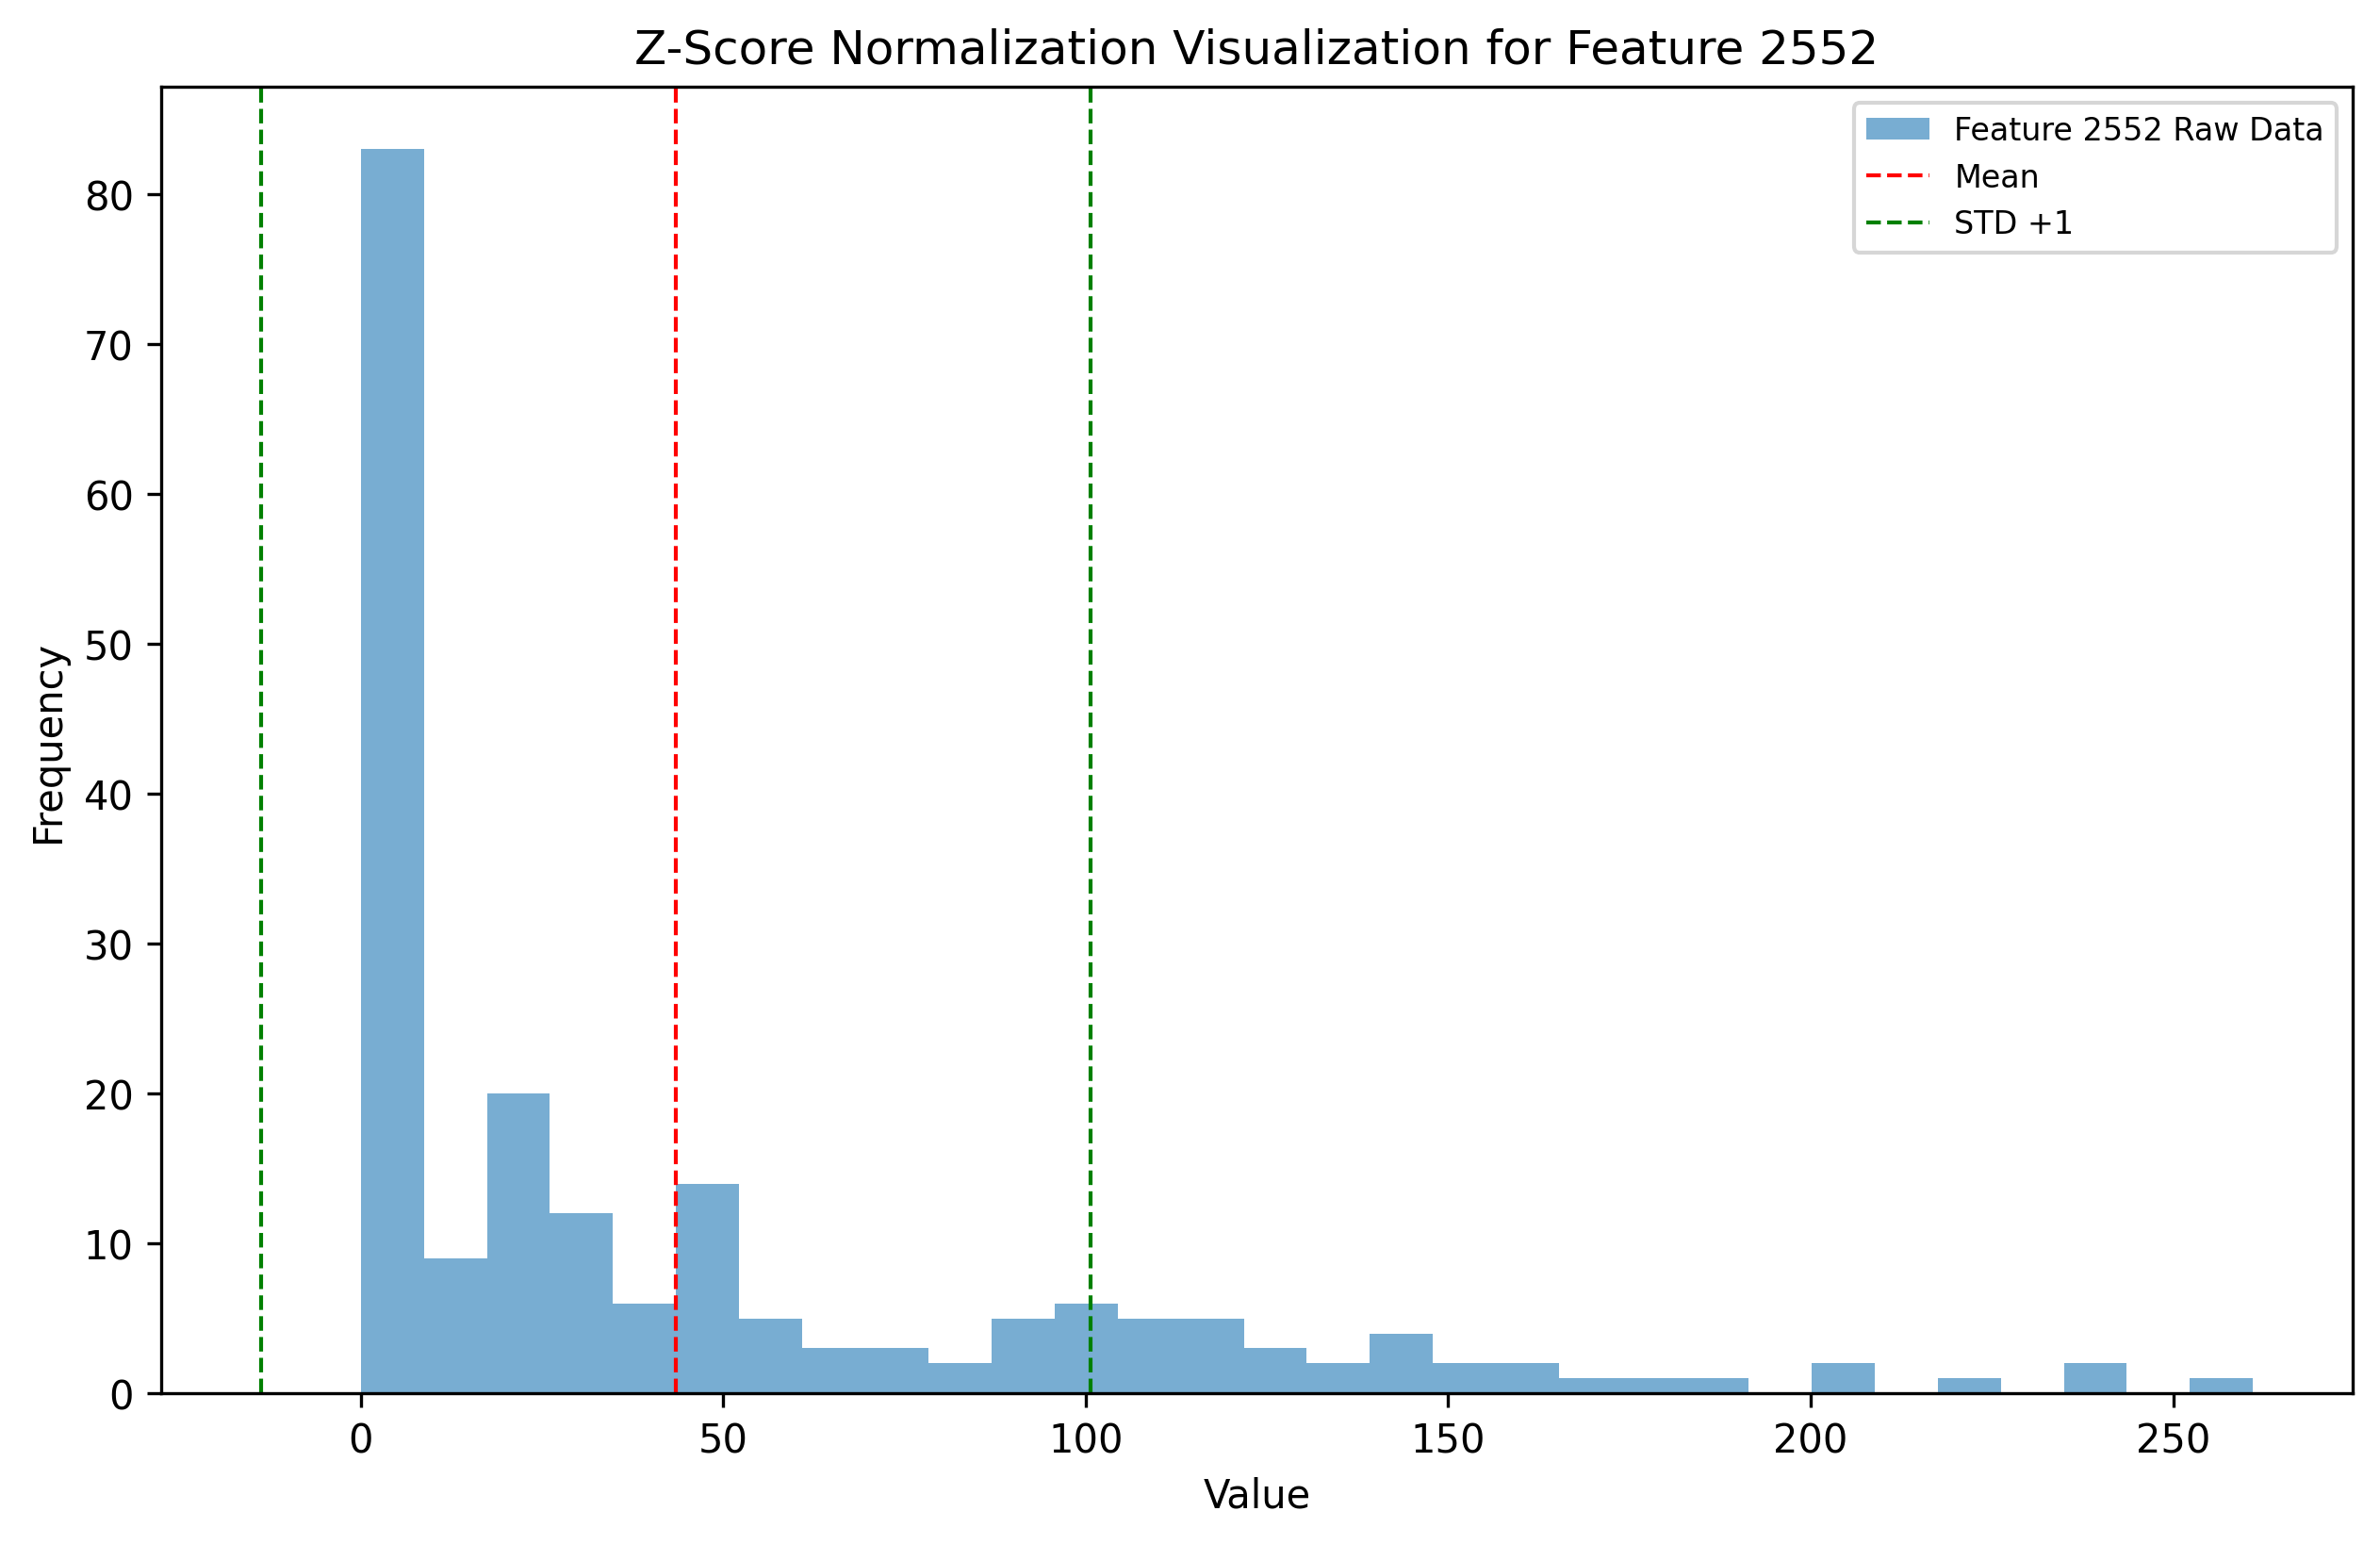 Z-Score Normalization Visualization for Feature 2552
Feature 2552 Raw Data
Mean
STD +1
80
70
60
50
40
30
20
10
0
Frequency
0 50 100 150 200 250
Value